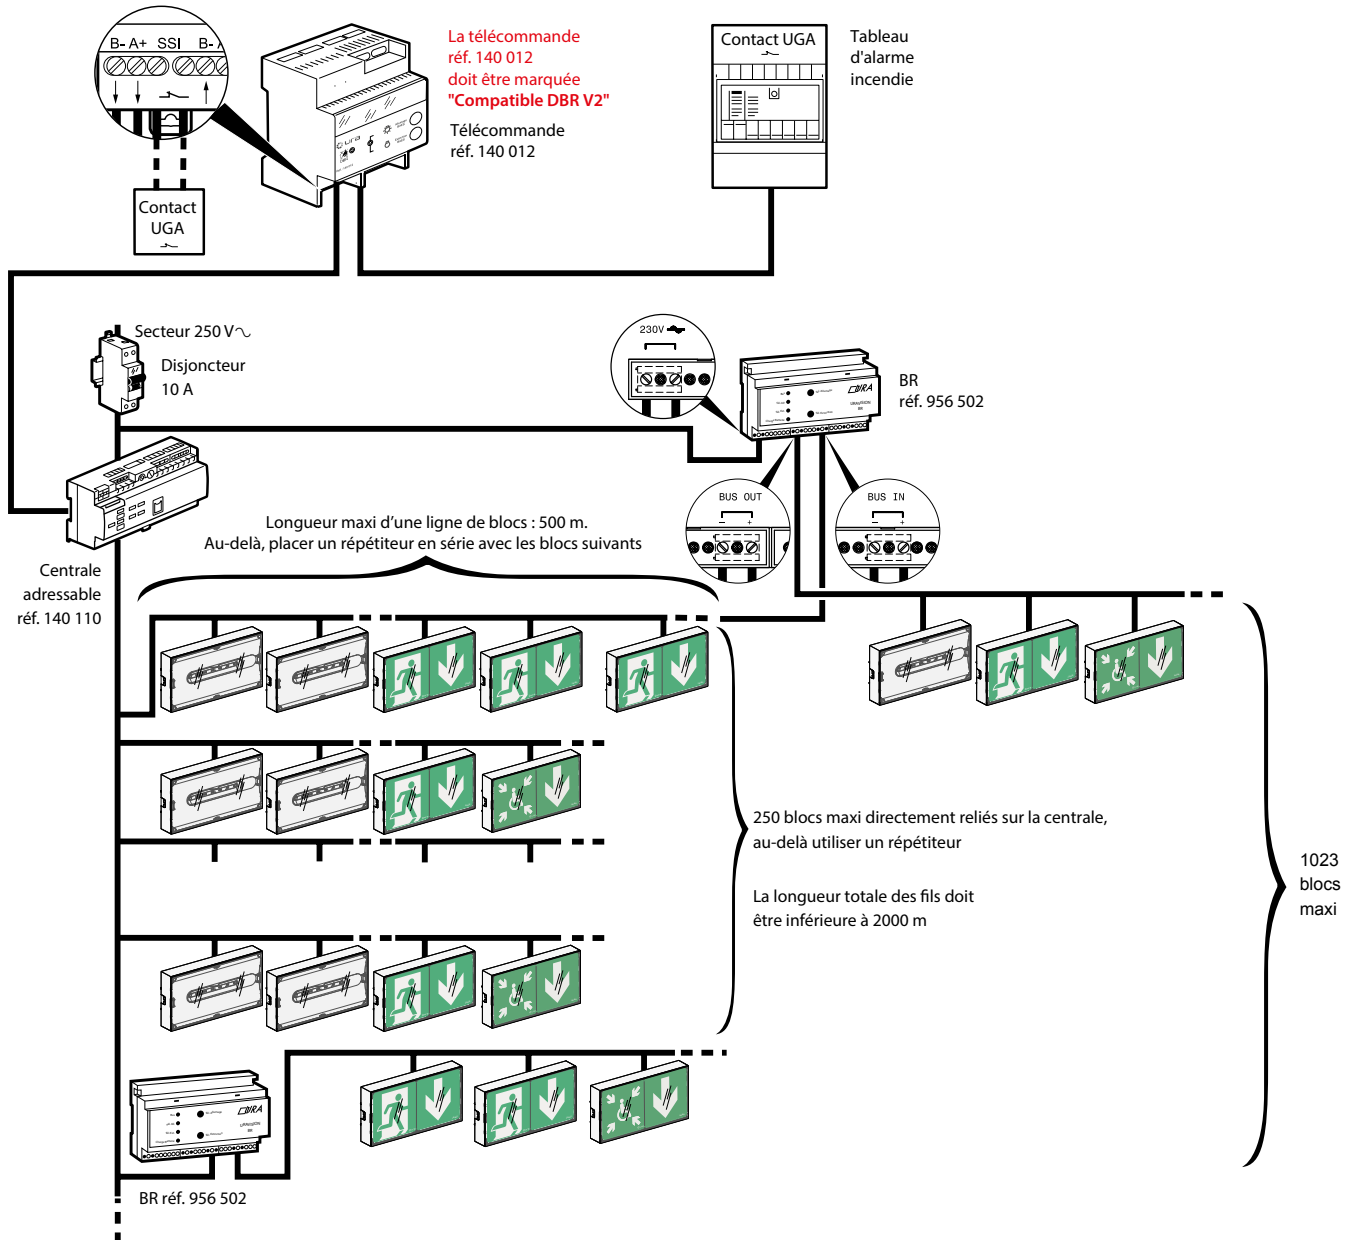 B- A+ SSI B-
La télécommande
réf. 140 012
doit être marquée
"Compatible DBR V2"
Télécommande
réf. 140 012
ura
Contact UGA
Tableau
d'alarme
incendie
Contact
UGA
Secteur 250 V
Disjoncteur
10 A
230V
URA
BR
réf. 956 502
BUS OUT
- +
BUS IN
- +
Longueur maxi d'une ligne de blocs : 500 m.
Au-delà, placer un répétiteur en série avec les blocs suivants
Centrale
adressable
réf. 140 110
250 blocs maxi directement reliés sur la centrale,
au-delà utiliser un répétiteur
La longueur totale des fils doit
être inférieure à 2000 m
1023
blocs
maxi
URA
BR réf. 956 502